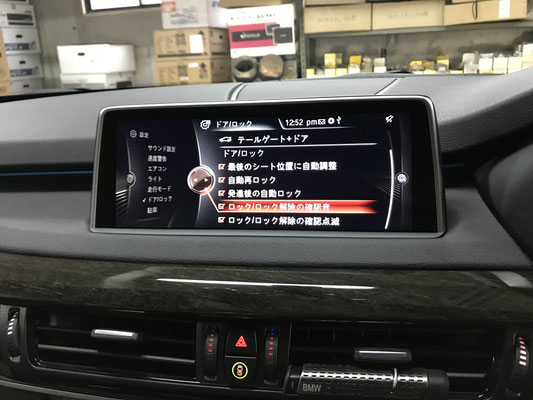 ドア/ロック 12:52 pm
設定
サウンド設定
速度警告
エアコン
ライト
走行モード
ドア/ロック
駐車
テールゲート+ドア
ドア/ロック
最後のシート位置に自動調整
自動再ロック
発進後の自動ロック
ロック/ロック解除の確認音
ロック/ロック解除の確認点滅
BMW